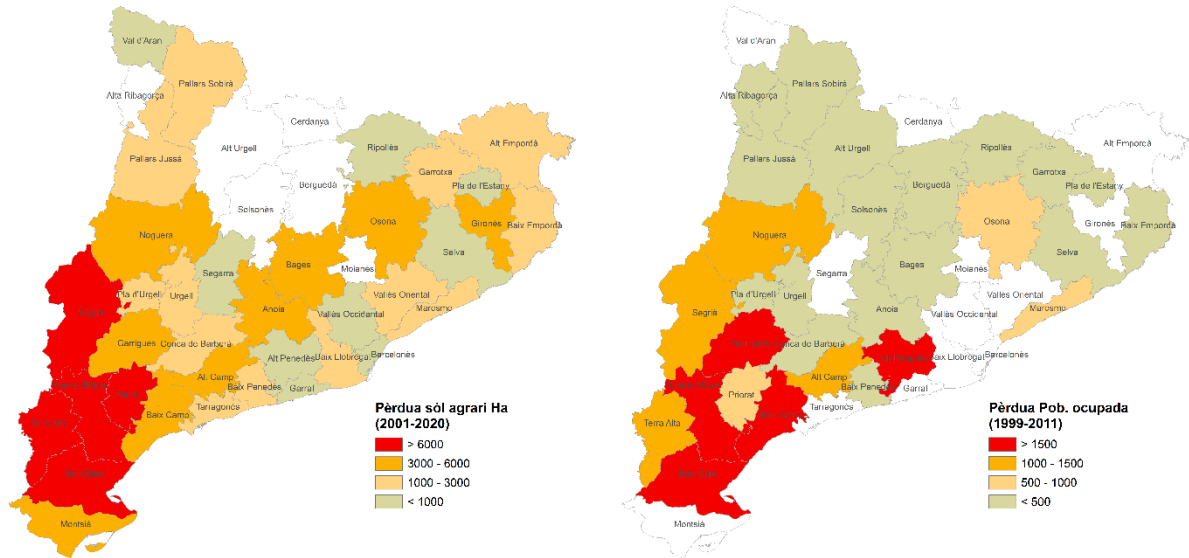 Val d'Aran
Pallars Sobirà
Alta Ribagorça
Cerdanya
Alt Urgell
Ripollès
Alt Empordà
Pallars Jussà
Garrotxa
Berguedà
Pla de l'Estany
Solsonès
Osona
Gironès
Baix Empordà
Noguera
Bages
Selva
Moianès
Segarra
Pla d'Urgell
Urgell
Vallès Oriental
Anoia
Maresme
Vallès Occidental
Garrigues
Conca de Barberà
Alt Penedès
Baix Llobregat
Barcelonès
Alt Camp
Baix Penedès
Garraf
Tarragonès
Baix Camp
Montsià
Pèrdua sòl agrari Ha
(2001-2020)
> 6000
3000 - 6000
1000 - 3000
< 1000
Val d'Aran
Pallars Sobirà
Alta Ribagorça
Cerdanya
Alt Empordà
Ripollès
Pallars Jussà
Alt Urgell
Garrotxa
Berguedà
Pla de l'Estany
Solsonès
Osona
Gironès
Baix Empordà
Noguera
Selva
Bages
Moianès
Segarra
Vallès Oriental
Pla d'Urgell
Urgell
Maresme
Anoia
Vallès Occidental
Segrià
Conca de Barberà
Baix Llobregat
Barcelonès
Alt Camp
Baix Penedès
Garraf
Priorat
Tarragonès
Terra Alta
Montsià
Pèrdua Pob. ocupada
(1999-2011)
> 1500
1000 - 1500
500 - 1000
< 500